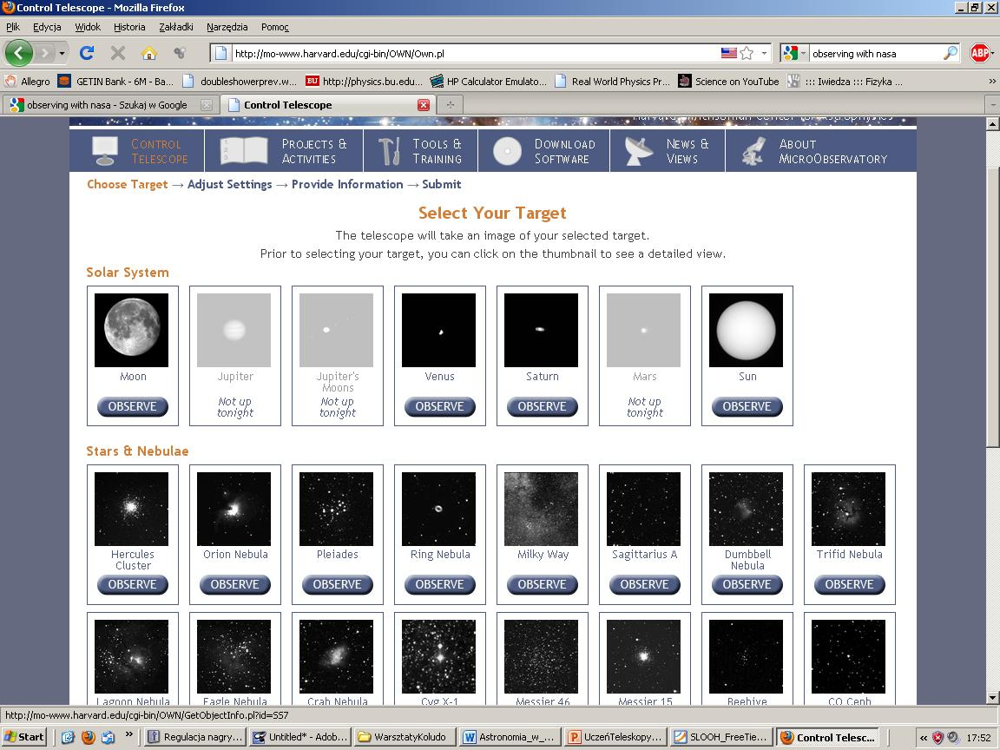 Control Telescope - Mozilla Firefox
Plik Edycja Widok Historia Zakładki Narzędzia Pomoc
http://mo-www.harvard.edu/cgi-bin/OWN/Own.pl
observing with nasa
ABP
Allegro GETIN Bank - 6M - Ba... doubleshowerprev.w... BU http://physics.bu.edu... HP Calculator Emulato... Real World Physics Pr... Science on YouTube ::: Iwiedza ::: Fizyka ...
observing with nasa - Szukaj w Google Control Telescope
CONTROL TELESCOPE
PROJECTS & ACTIVITIES
TOOLS & TRAINING
DOWNLOAD SOFTWARE
NEWS & VIEWS
ABOUT MICROOBSERVATORY
Choose Target → Adjust Settings → Provide Information → Submit
Select Your Target
The telescope will take an image of your selected target.
Prior to selecting your target, you can click on the thumbnail to see a detailed view.
Solar System
Moon
OBSERVE
Jupiter
Not up
tonight
Jupiter's
Moons
Not up
tonight
Venus
OBSERVE
Saturn
OBSERVE
Mars
Not up
tonight
Sun
OBSERVE
Stars & Nebulae
Hercules
Cluster
OBSERVE
Orion Nebula
OBSERVE
Pleiades
OBSERVE
Ring Nebula
OBSERVE
Milky Way
OBSERVE
Sagittarius A
OBSERVE
Dumbbell
Nebula
OBSERVE
Trifid Nebula
OBSERVE
Lagoon Nebula Eagle Nebula Crab Nebula Cyg X-1 Messier 46 Messier 15 Beehive CO Ceph
http://mo-www.harvard.edu/cgi-bin/OWN/GetObjectInfo.pl?id=SS7
Start Regulacja nagry... Untitled* - Adob... WarsztatyKoludo Astronomia_w_... UczeńTeleskopy... SLOOH_FreeTie... Control Telesc... 17:52